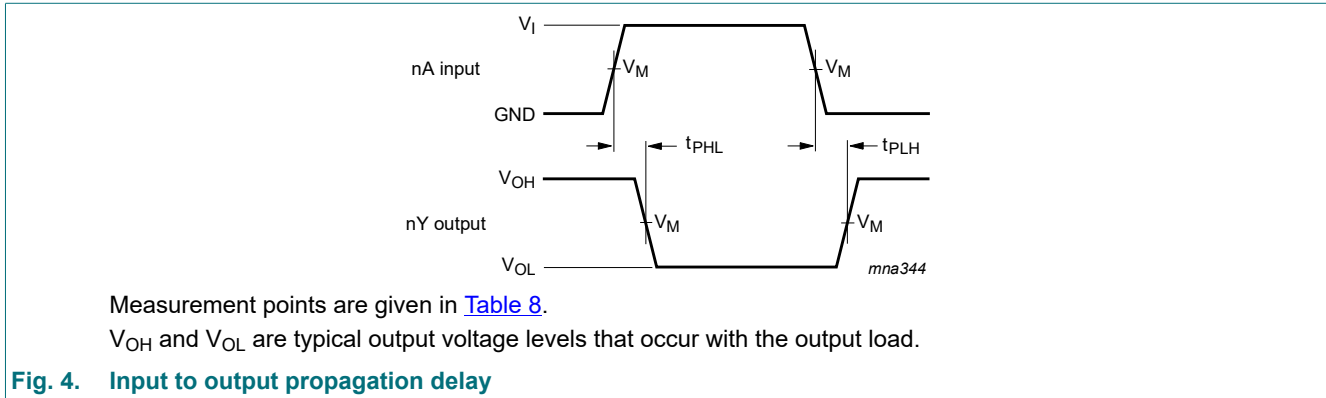 V_I
nA input
V_M
V_M
GND
t_PHL
t_PLH
V_OH
nY output
V_M
V_M
V_OL
mna344
Measurement points are given in Table 8.
V_OH and V_OL are typical output voltage levels that occur with the output load.
Fig. 4. Input to output propagation delay